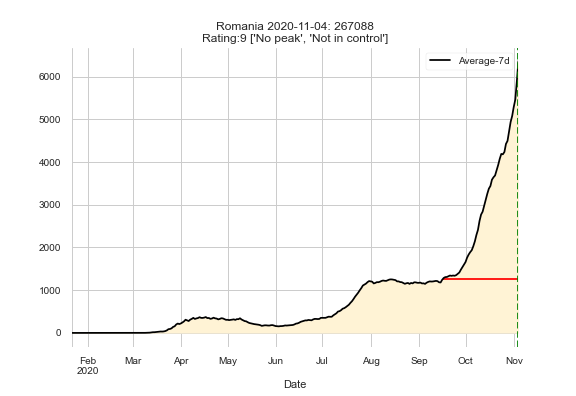 Romania 2020-11-04: 267088
Rating:9 ['No peak', 'Not in control']
Average-7d
6000
5000
4000
3000
2000
1000
0
Feb Mar Apr May Jun Jul Aug Sep Oct Nov
2020
Date